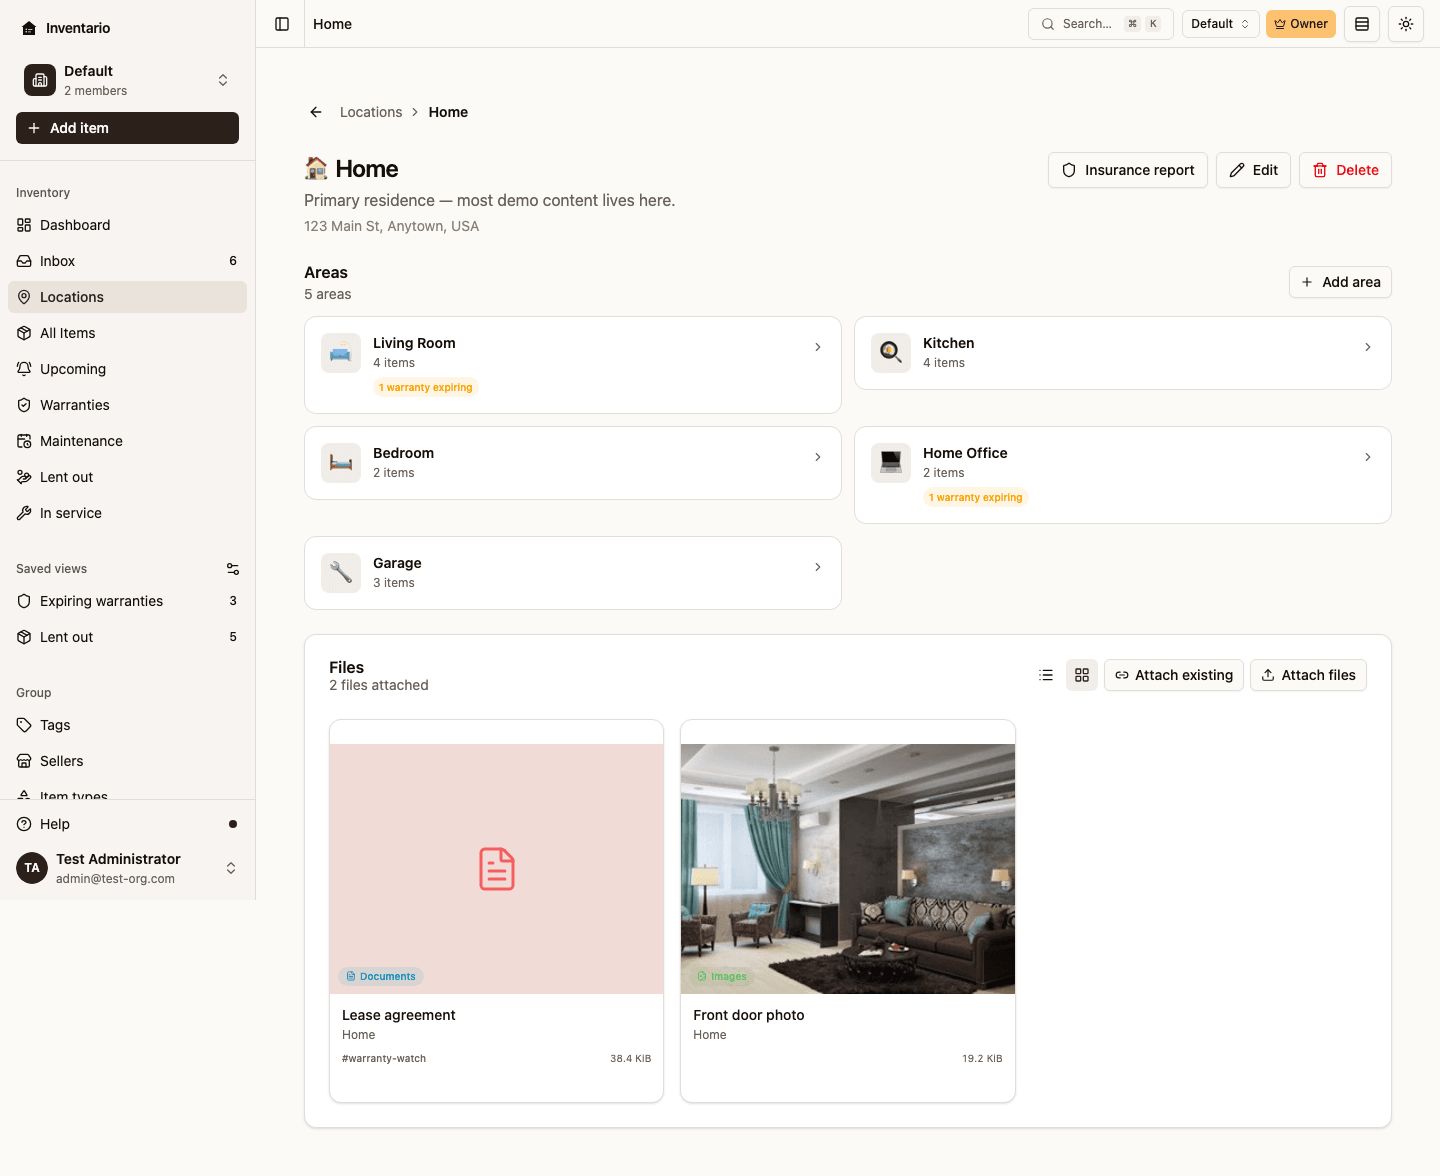 Inventario
Default
2 members
Add item
Inventory
Dashboard
Inbox 6
Locations
All Items
Upcoming
Warranties
Maintenance
Lent out
In service
Saved views
Expiring warranties 3
Lent out 5
Group
Tags
Sellers
Item types
Help
TA Test Administrator
admin@test-org.com
Home
Search... ⌘ K
Default
Owner
Locations > Home
Home
Insurance report
Edit
Delete
Primary residence — most demo content lives here.
123 Main St, Anytown, USA
Areas
5 areas
Add area
Living Room
4 items
1 warranty expiring
Kitchen
4 items
Bedroom
2 items
Home Office
2 items
1 warranty expiring
Garage
3 items
Files
2 files attached
Attach existing
Attach files
Documents
Lease agreement
Home
#warranty-watch 38.4 KiB
Images
Front door photo
Home
19.2 KiB